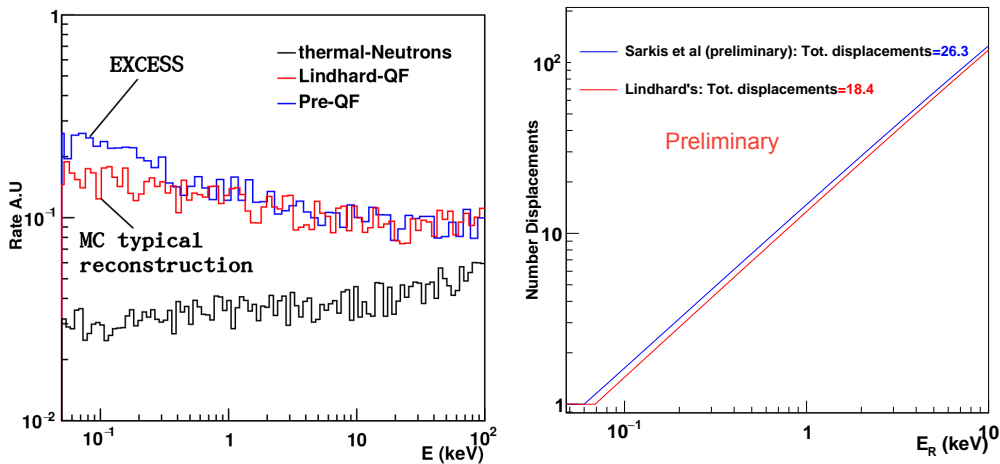 1
EXCESS
thermal-Neutrons
Lindhard-QF
Pre-QF
Rate A.U
10⁻¹
MC typical
reconstruction
10⁻²
10⁻¹
1
10
10²
E (keV)
Sarkis et al (preliminary): Tot. displacements=26.3
Lindhard's: Tot. displacements=18.4
Preliminary
Number Displacements
10²
10
1
10⁻¹
1
10
E_R (keV)